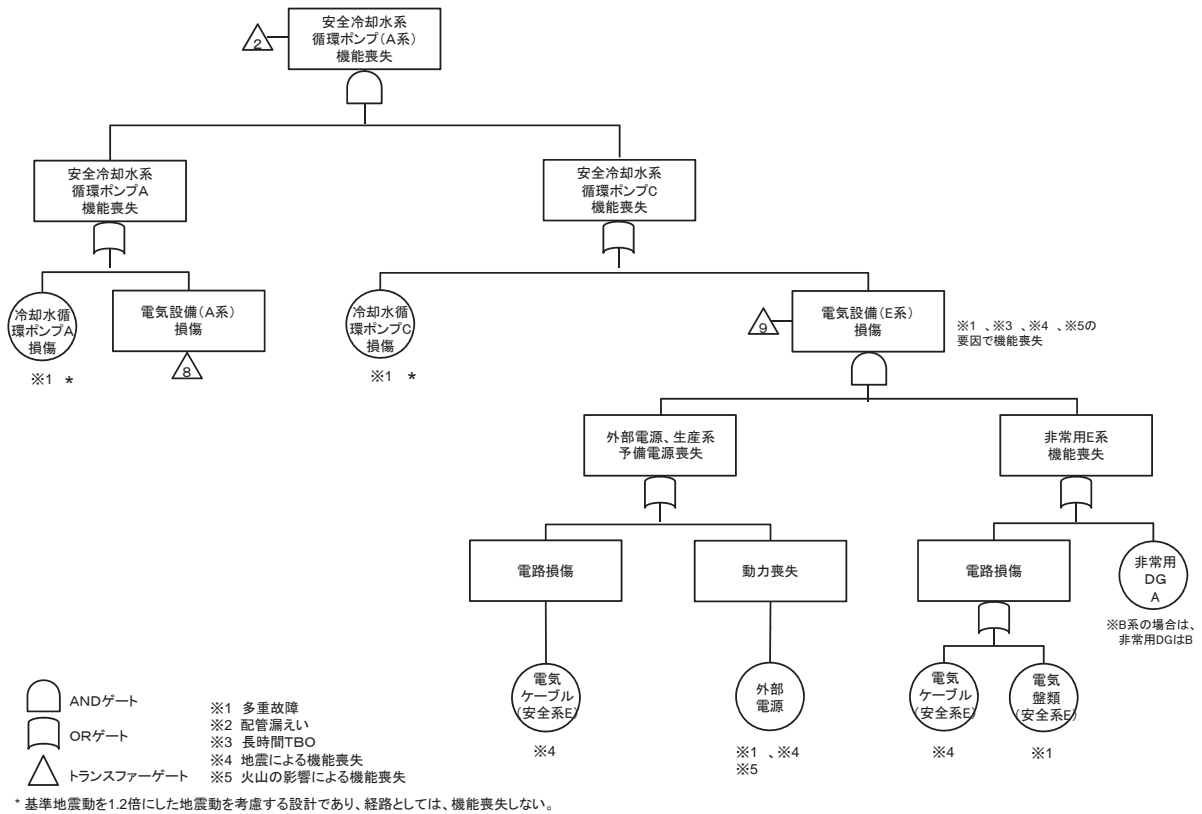 安全冷却水系
循環ポンプ(A系)
機能喪失
2
安全冷却水系
循環ポンプA
機能喪失
安全冷却水系
循環ポンプC
機能喪失
冷却水循
環ポンプA
損傷
※1 *
電気設備(A系)
損傷
8
冷却水循
環ポンプC
損傷
※1 *
9
電気設備(E系)
損傷
※1 、※3 、※4 、※5の
要因で機能喪失
外部電源、生産系
予備電源喪失
非常用E系
機能喪失
電路損傷
動力喪失
電路損傷
非常用
DG
A
※B系の場合は、
非常用DGはB
電気
ケーブル
(安全系E)
※4
外部
電源
※1 、※4
※5
電気
ケーブル
(安全系E)
※4
電気
盤類
(安全系E)
※1
ANDゲート
ORゲート
トランスファーゲート
※1 多重故障
※2 配管漏えい
※3 長時間TBO
※4 地震による機能喪失
※5 火山の影響による機能喪失
* 基準地震動を1.2倍にした地震動を考慮する設計であり、経路としては、機能喪失しない。